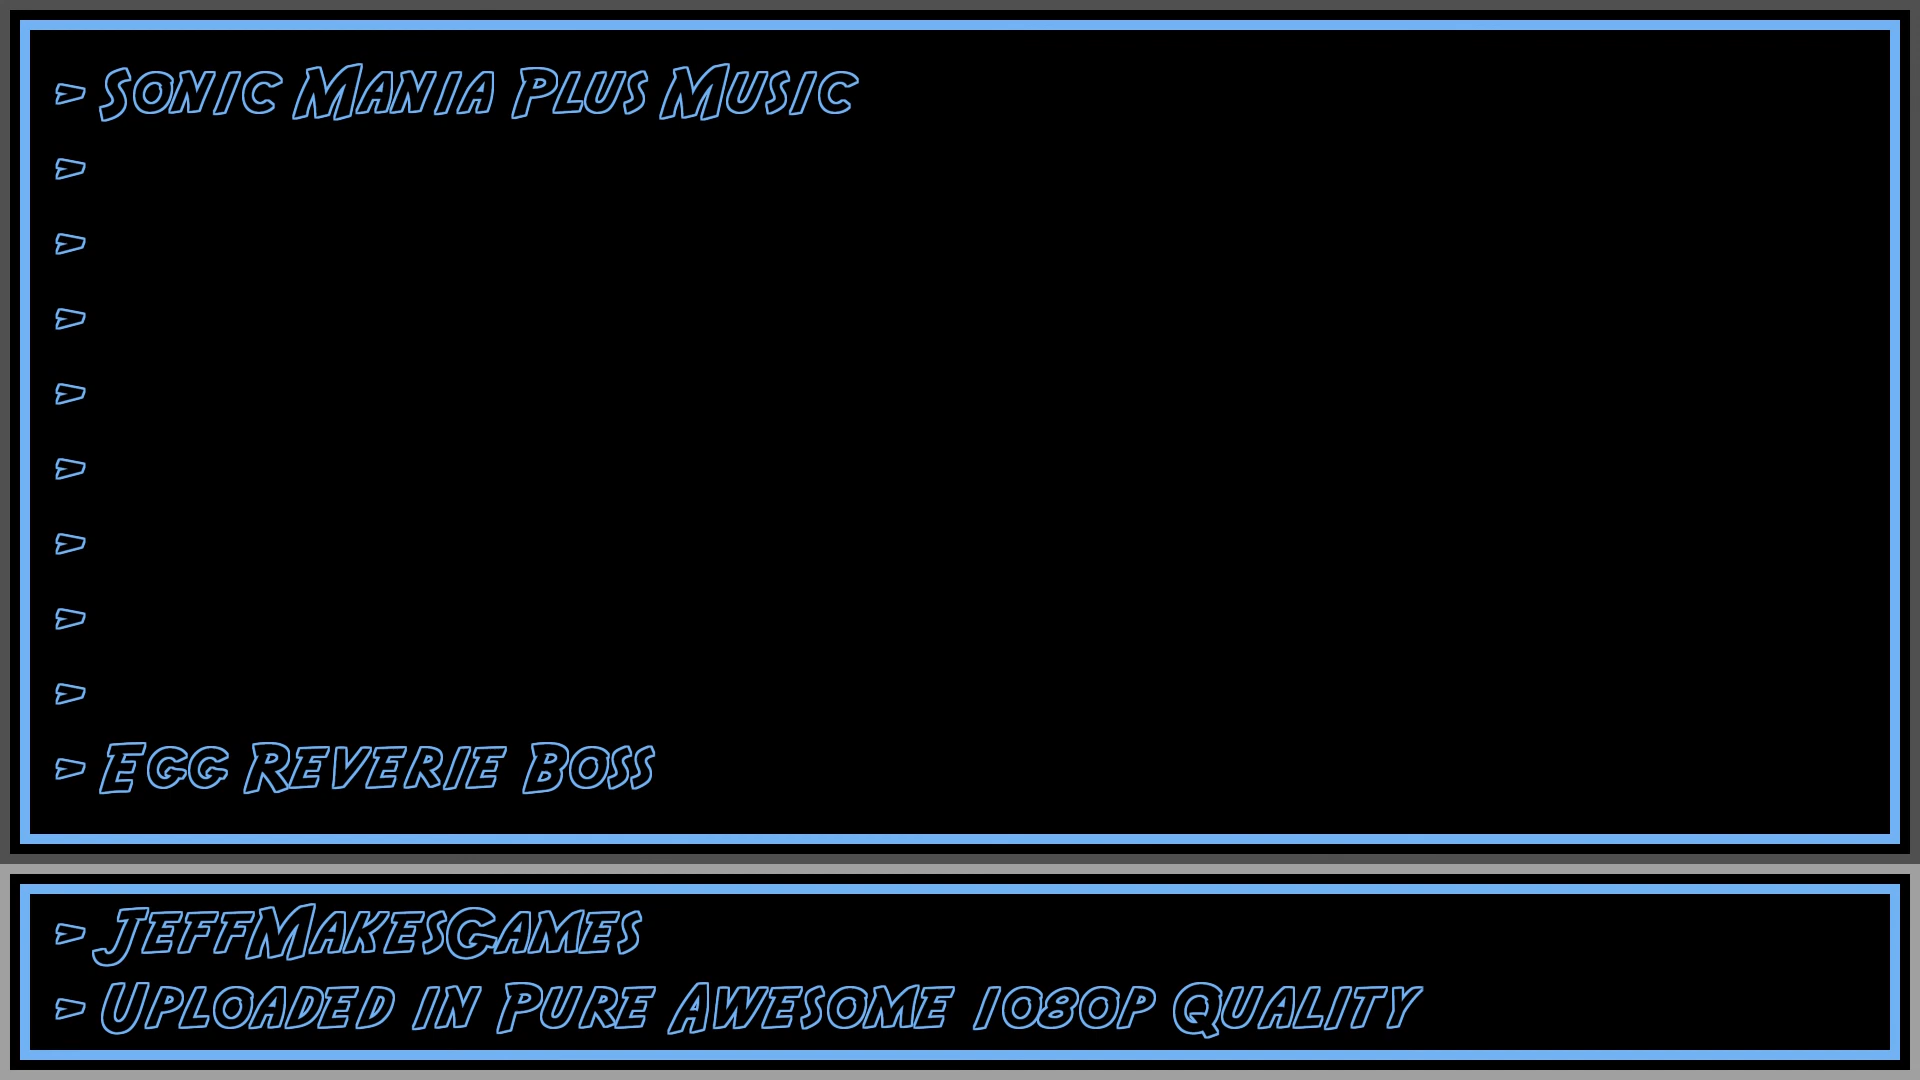 > Sonic Mania Plus Music
>
>
>
>
>
>
>
>
> Egg Reverie Boss
> JeffMakesGames
> Uploaded in Pure Awesome 1080p Quality